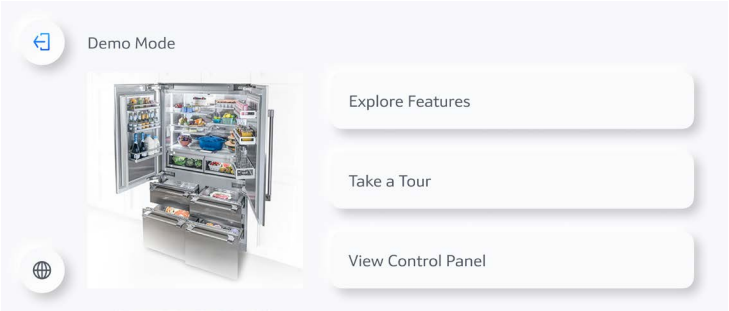 Demo Mode
Explore Features
Take a Tour
View Control Panel